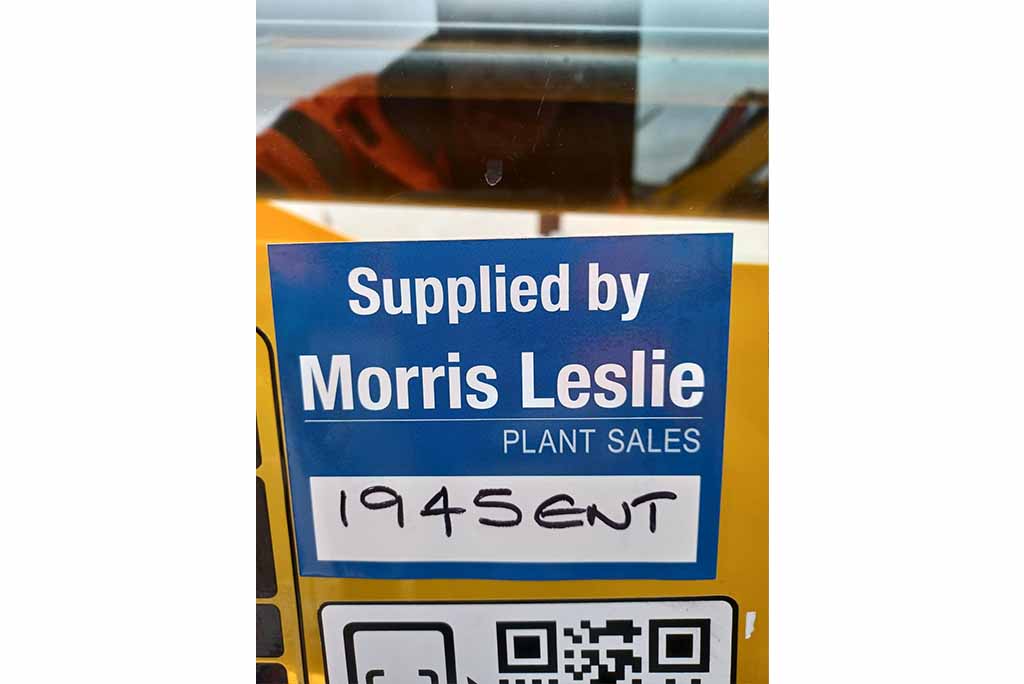 Supplied by
Morris Leslie
PLANT SALES
1945ENT